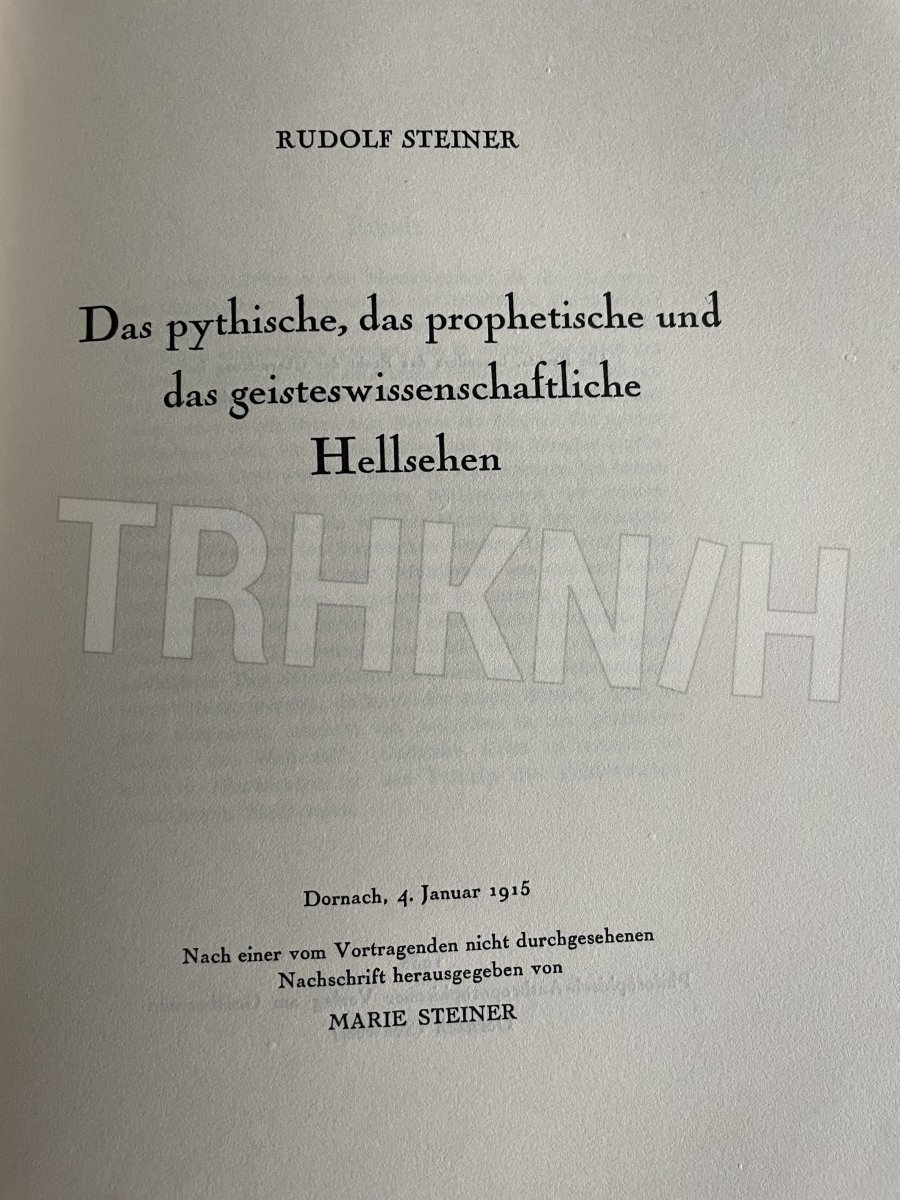 RUDOLF STEINER
Das pythische, das prophetische und
das geisteswissenschaftliche
Hellsehen
TRHKN/H
Dornach, 4. Januar 1915
Nach einer vom Vortragenden nicht durchgesehenen
Nachschrift herausgegeben von
MARIE STEINER